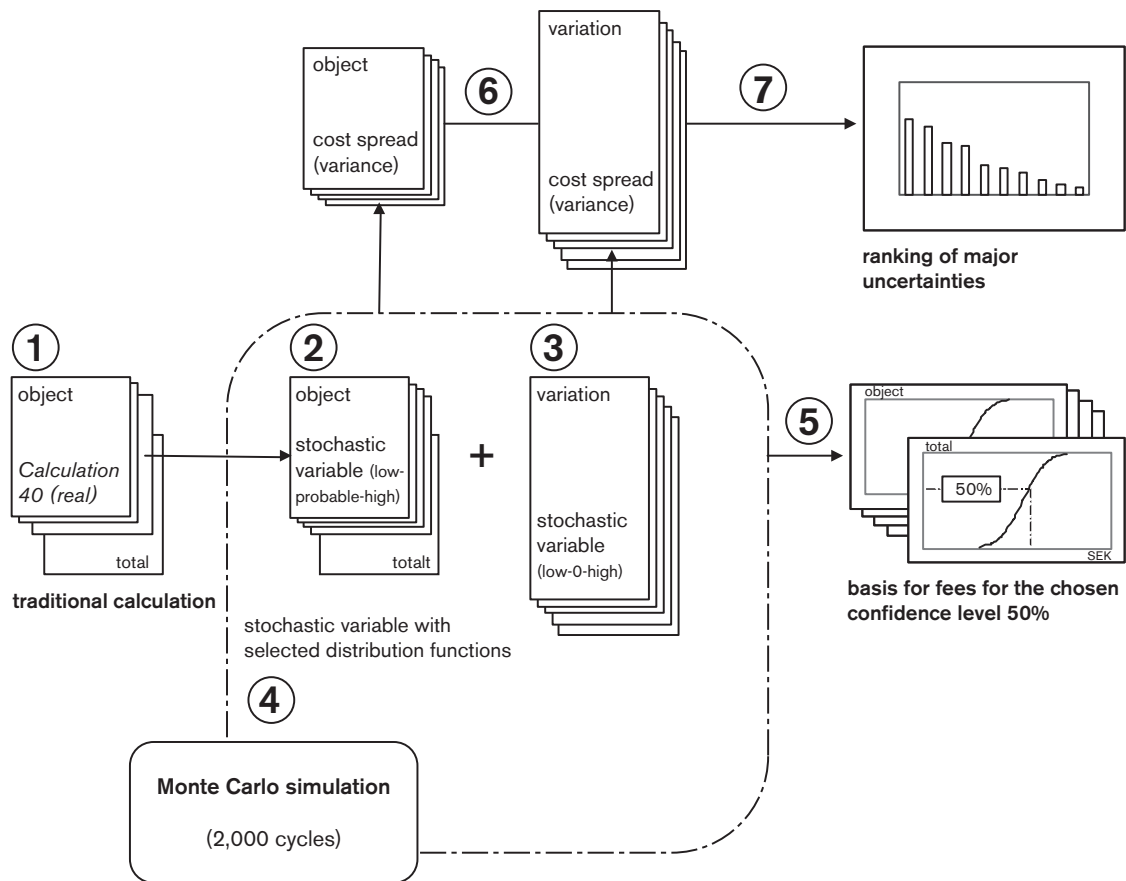 object
cost spread
(variance)
6
variation
cost spread
(variance)
7
ranking of major
uncertainties
1
object
Calculation
40 (real)
total
traditional calculation
2
object
stochastic
variable (low-
probable-high)
totalt
+
3
variation
stochastic
variable
(low-0-high)
stochastic variable with
selected distribution functions
4
Monte Carlo simulation
(2,000 cycles)
5
object
total
50%
SEK
basis for fees for the chosen
confidence level 50%